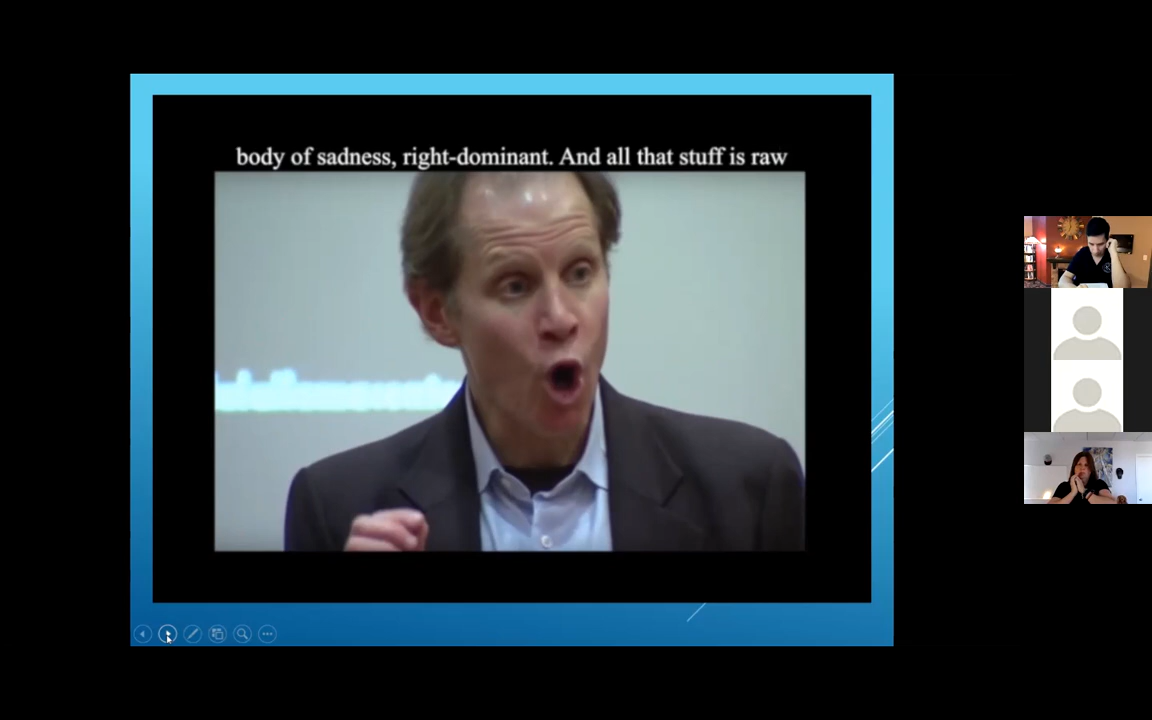 body of sadness, right-dominant. And all that stuff is raw